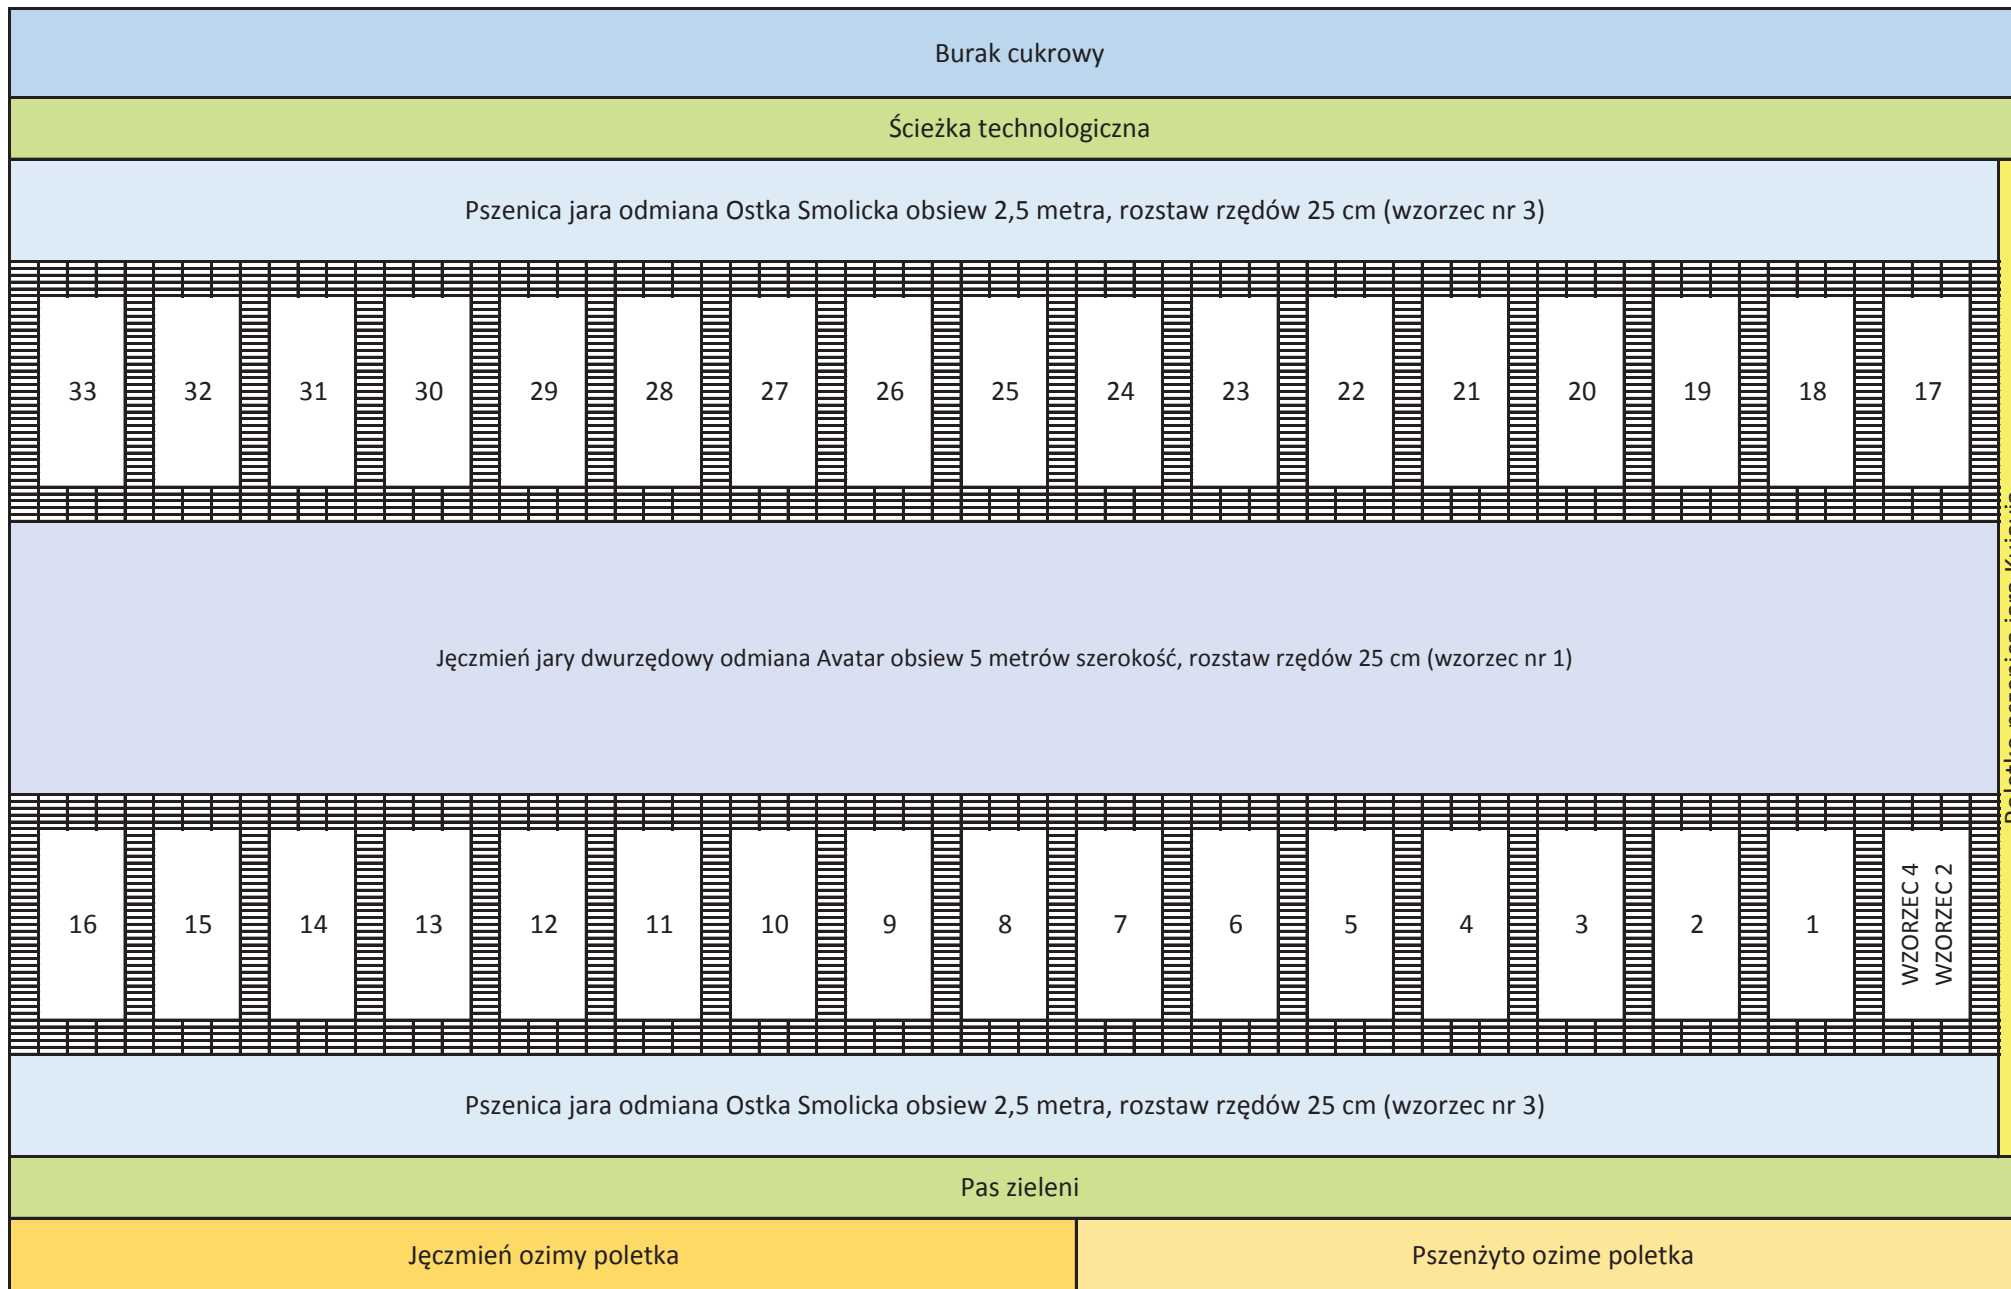 Burak cukrowy
Ścieżka technologiczna
Pszenica jara odmiana Ostka Smolicka obsiew 2,5 metra, rozstaw rzędów 25 cm (wzorzec nr 3)
33 32 31 30 29 28 27 26 25 24 23 22 21 20 19 18 17
Jęczmień jary dwurzędowy odmiana Avatar obsiew 5 metrów szerokość, rozstaw rzędów 25 cm (wzorzec nr 1)
16 15 14 13 12 11 10 9 8 7 6 5 4 3 2 1
WZORZEC 4
WZORZEC 2
Pszenica jara odmiana Ostka Smolicka obsiew 2,5 metra, rozstaw rzędów 25 cm (wzorzec nr 3)
Pas zieleni
Jęczmień ozimy poletka
Pszenżyto ozime poletka